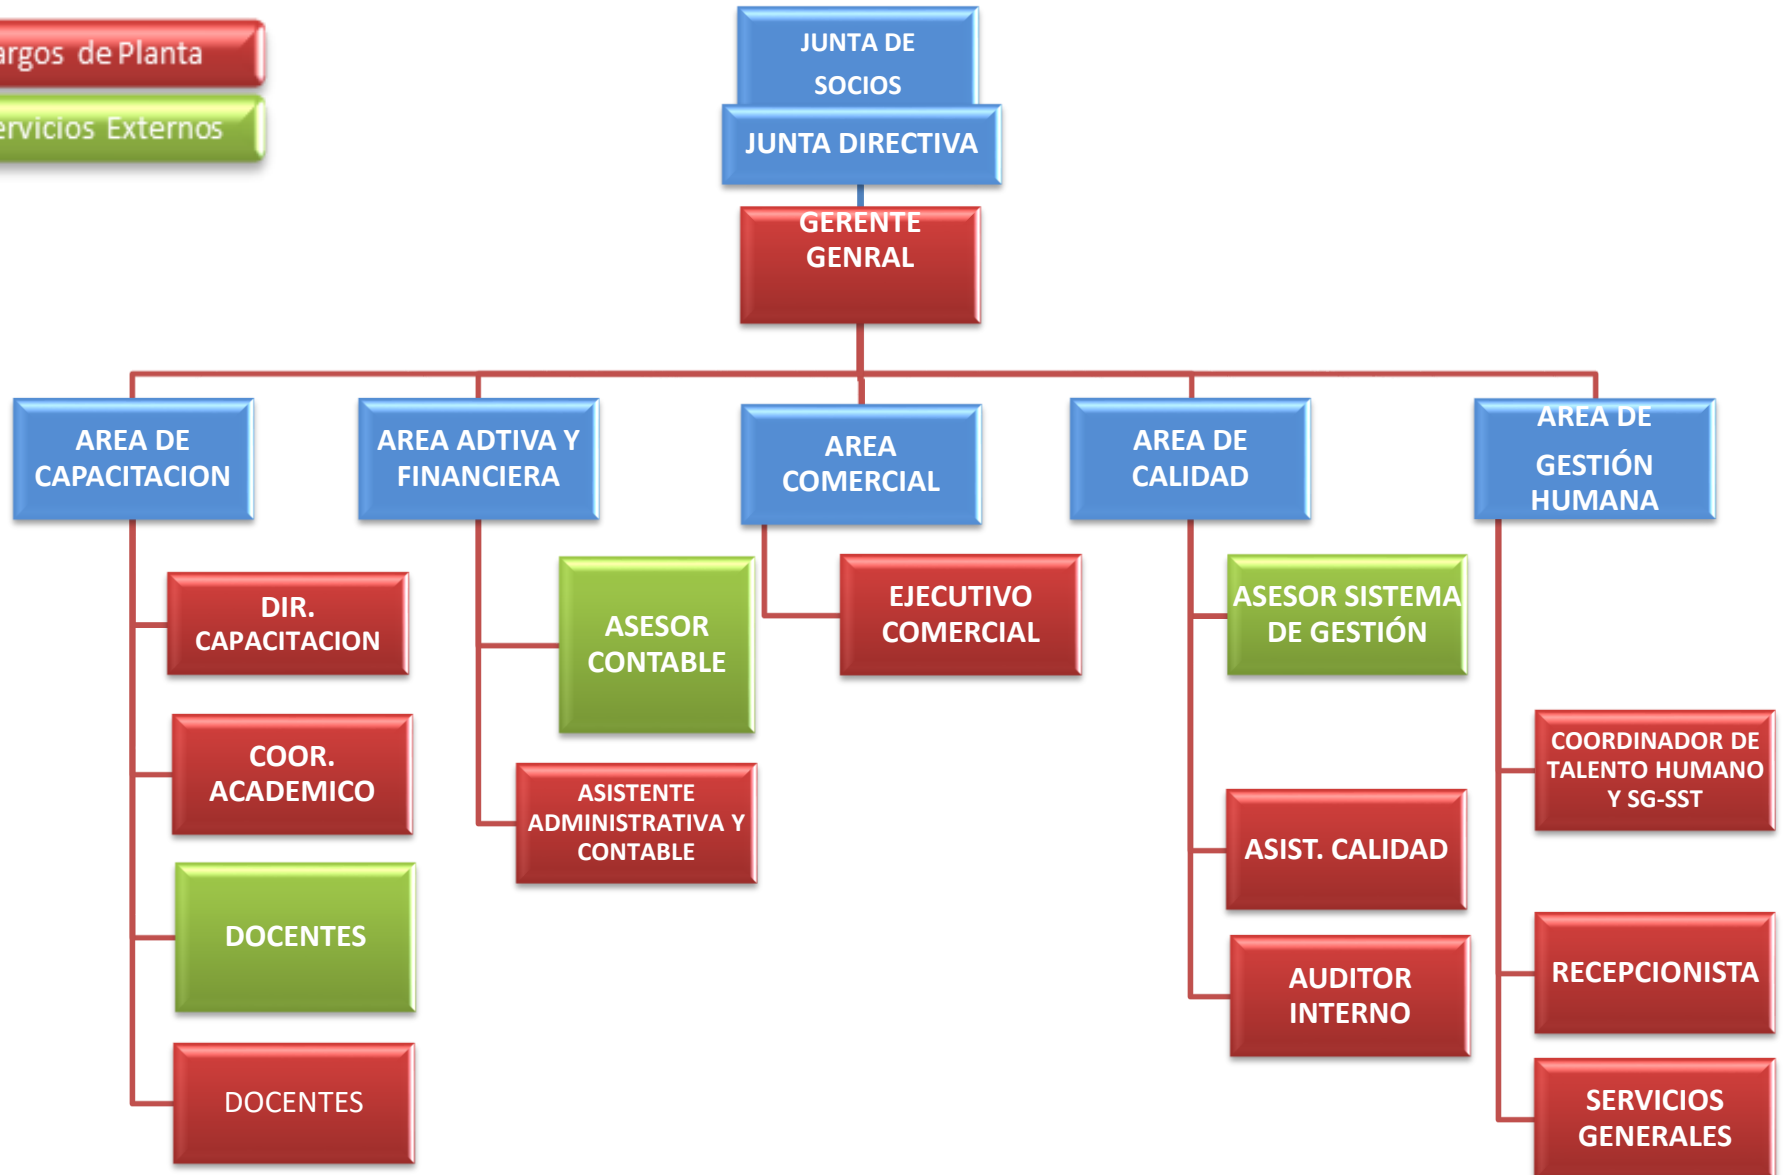 argos de Planta
ervicios Externos
JUNTA DE
SOCIOS
JUNTA DIRECTIVA
GERENTE
GENRAL
AREA DE
CAPACITACION
AREA ADTIVA Y
FINANCIERA
AREA
COMERCIAL
AREA DE
CALIDAD
AREA DE
GESTIÓN
HUMANA
DIR.
CAPACITACION
COOR.
ACADEMICO
DOCENTES
DOCENTES
ASESOR
CONTABLE
ASISTENTE
ADMINISTRATIVA Y
CONTABLE
EJECUTIVO
COMERCIAL
ASESOR SISTEMA
DE GESTIÓN
ASIST. CALIDAD
AUDITOR
INTERNO
COORDINADOR DE
TALENTO HUMANO
Y SG-SST
RECEPCIONISTA
SERVICIOS
GENERALES